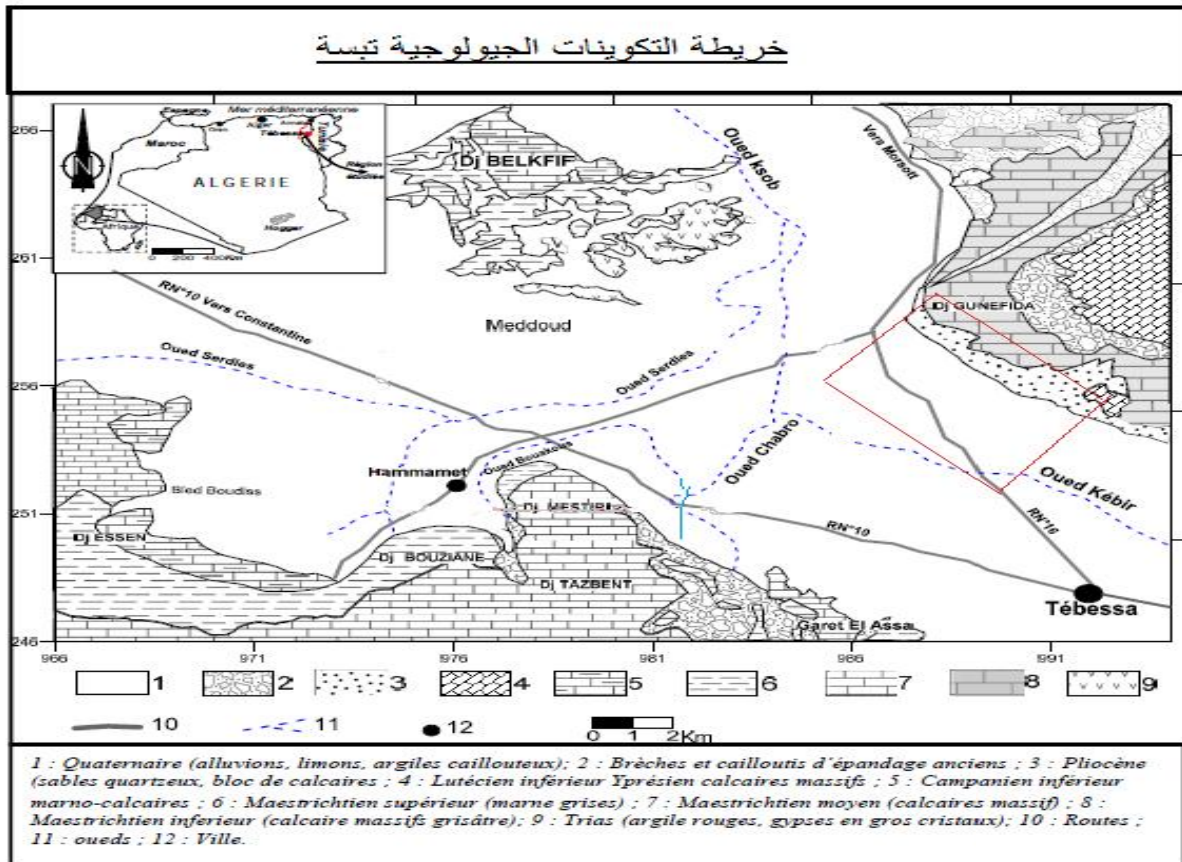 خريطة التكوينات الجيولوجية تبسة
Espagne
Mer méditerranéenne
Oran
Alger
Tébessa
Tunisie
Maroc
N
ALGERIE
Région
Hoggar
Afrique
0 200 400Km
266
261
256
251
246
Dj BELKFIF
Oued ksob
Vers Morsott
Dj GUNEFIDA
RN°10 Vers Constantine
Meddoud
Oued Serdies
Oued Serdies
Hammamet
Oued Bouakous
Oued Chabro
Oued Kébir
Bled Boudiss
Dj MESTIRI
RN°10
RN°16
Dj ESSEN
Dj BOUZIANE
Dj TAZBENT
Tébessa
Garet El Assa
966 971 976 981 986 991
1 2 3 4 5 6 7 8 9
10 11 12 0 1 2Km
1 : Quaternaire (alluvions, limons, argiles caillouteux); 2 : Brèches et cailloutis d'épandage anciens ; 3 : Pliocène
(sables quartzeux, bloc de calcaires ; 4 : Lutécien inférieur Yprésien calcaires massifs ; 5 : Campanien inférieur
marno-calcaires ; 6 : Maestrichtien supérieur (marne grises) ; 7 : Maestrichtien moyen (calcaires massif) ; 8 :
Maestrichtien inferieur (calcaire massifs grisâtre); 9 : Trias (argile rouges, gypses en gros cristaux); 10 : Routes ;
11 : oueds ; 12 : Ville.